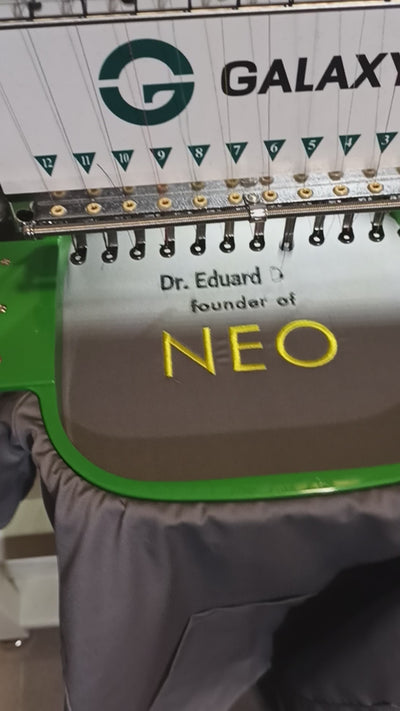 GALAXY
12 11 10 9 8 7 6 5 4 3
Dr. Eduard D
founder of
NEO